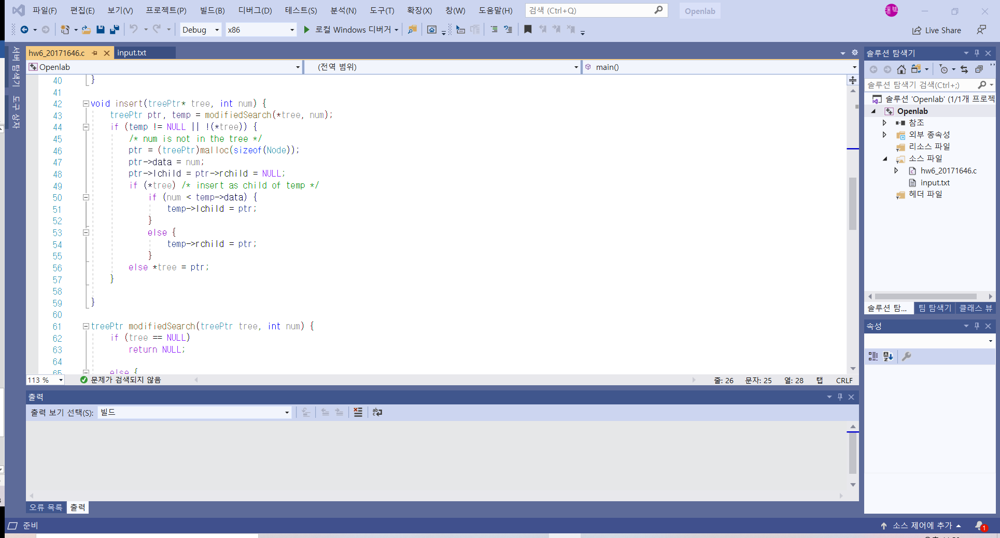 파일(F) 편집(E) 보기(V) 프로젝트(P) 빌드(B) 디버그(D) 테스트(S) 분석(N) 도구(T) 확장(X) 창(W) 도움말(H) 검색 (Ctrl+Q) Openlab 태보
Debug x86 로컬 Windows 디버거 Live Share
서버 탐색기
도구 상자
hw6_20171646.c input.txt
Openlab (전역 범위) main()
40 }
41
42 void insert(treePtr* tree, int num) {
43 treePtr ptr, temp = modifiedSearch(*tree, num);
44 if (temp != NULL || !(*tree)) {
45 /* num is not in the tree */
46 ptr = (treePtr)malloc(sizeof(Node));
47 ptr->data = num;
48 ptr->lchild = ptr->rchild = NULL;
49 if (*tree) /* insert as child of temp */
50 if (num < temp->data) {
51 temp->lchild = ptr;
52 }
53 else {
54 temp->rchild = ptr;
55 }
56 else *tree = ptr;
57 }
58
59 }
60
61 treePtr modifiedSearch(treePtr tree, int num) {
62 if (tree == NULL)
63 return NULL;
64
65 else {
113 % 문제가 검색되지 않음 줄: 26 문자: 25 열: 28 탭 CRLF
출력
출력 보기 선택(S): 빌드
오류 목록 출력
솔루션 탐색기
솔루션 탐색기 검색(Ctrl+;)
솔루션 'Openlab' (1/1개 프로젝
Openlab
참조
외부 종속성
리소스 파일
소스 파일
hw6_20171646.c
input.txt
헤더 파일
솔루션 탐... 팀 탐색기 클래스 뷰
속성
준비 소스 제어에 추가 1